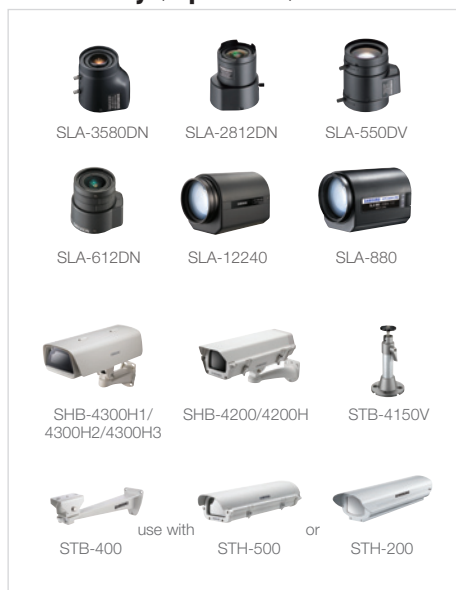 SLA-3580DN
SLA-2812DN
SLA-550DV
SLA-612DN
SLA-12240
SLA-880
SHB-4300H1/
4300H2/4300H3
SHB-4200/4200H
STB-4150V
use with
or
STB-400
STH-500
STH-200